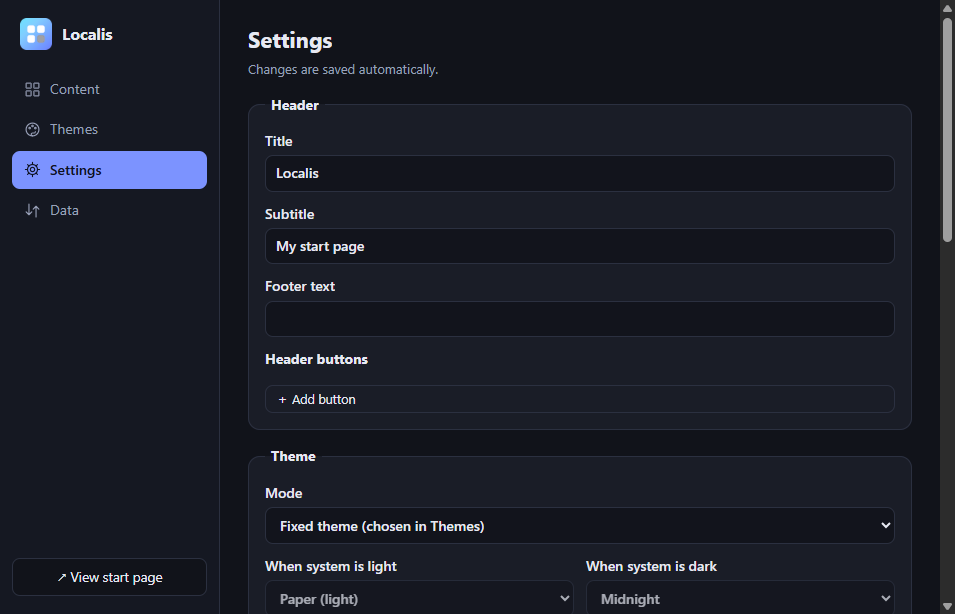 Localis
Content
Themes
Settings
Data
↗ View start page
Settings
Changes are saved automatically.
Header
Title
Localis
Subtitle
My start page
Footer text
Header buttons
+ Add button
Theme
Mode
Fixed theme (chosen in Themes)
When system is light When system is dark
Paper (light) Midnight